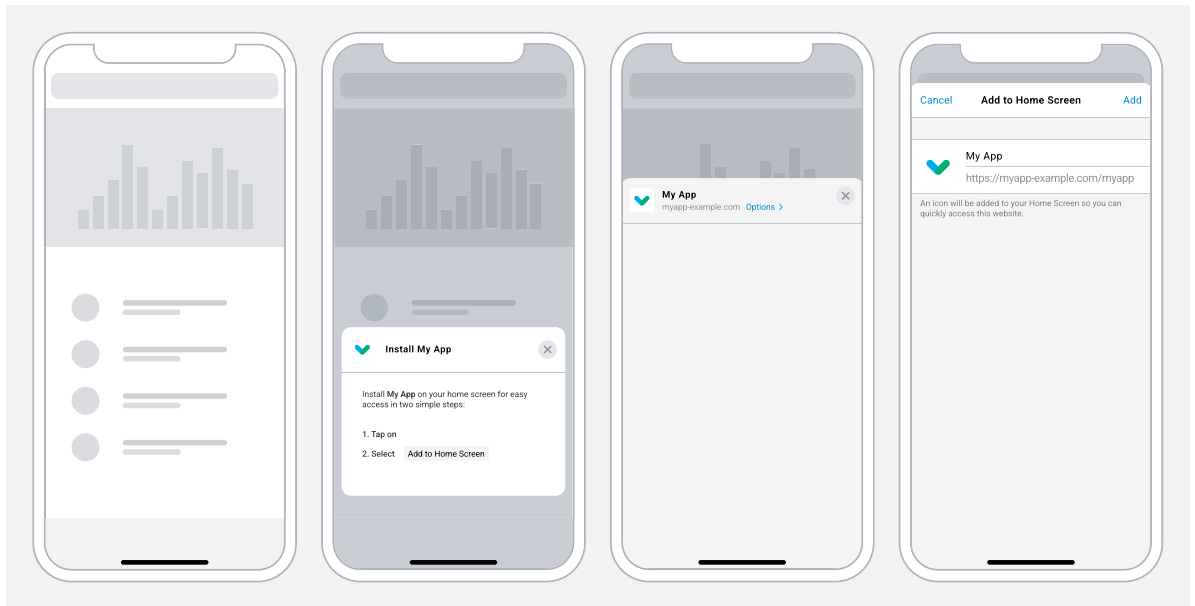 Install My App
Install My App on your home screen for easy
access in two simple steps:
1. Tap on
2. Select Add to Home Screen
My App
myapp-example.com Options >
Cancel Add to Home Screen Add
My App
https://myapp-example.com/myapp
An icon will be added to your Home Screen so you can
quickly access this website.